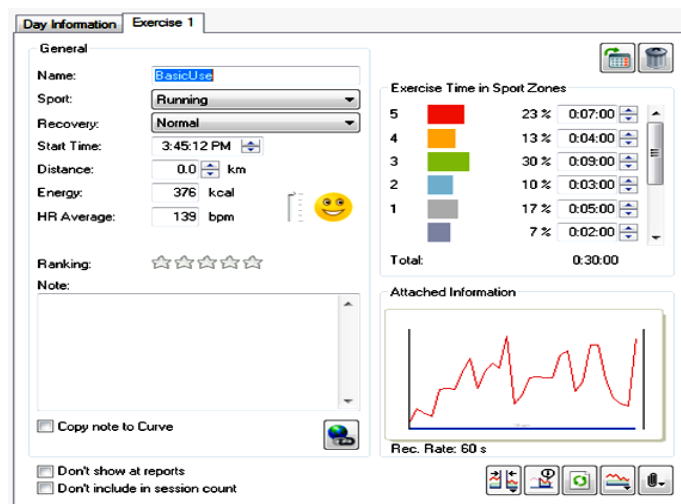 Day Information
Exercise 1
General
Name: BasicUse
Sport: Running
Recovery: Normal
Start Time: 3:45:12 PM
Distance: 0.0 km
Energy: 376 kcal
HR Average: 139 bpm
Ranking:
Note:
Copy note to Curve
Don't show at reports
Don't include in session count
Exercise Time in Sport Zones
5 23 % 0:07:00
4 13 % 0:04:00
3 30 % 0:09:00
2 10 % 0:03:00
1 17 % 0:05:00
7 % 0:02:00
Total: 0:30:00
Attached Information
Rec. Rate: 60 s